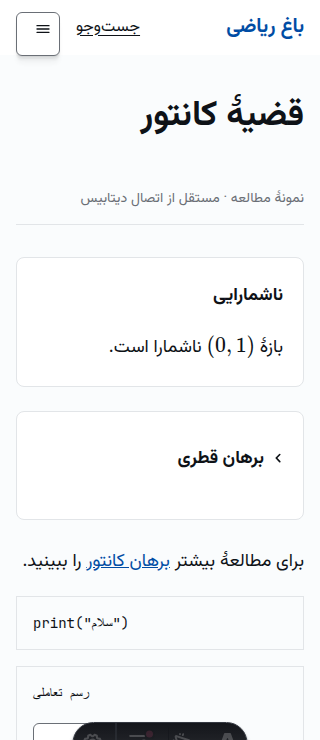 باغ ریاضی
جست‌وجو
قضیهٔ کانتور
نمونهٔ مطالعه · مستقل از اتصال دیتابیس
ناشمارایی
بازهٔ (0, 1) ناشمارا است.
برهان قطری
برای مطالعهٔ بیشتر برهان کانتور را ببینید.
print("سلام")
رسم تعاملی